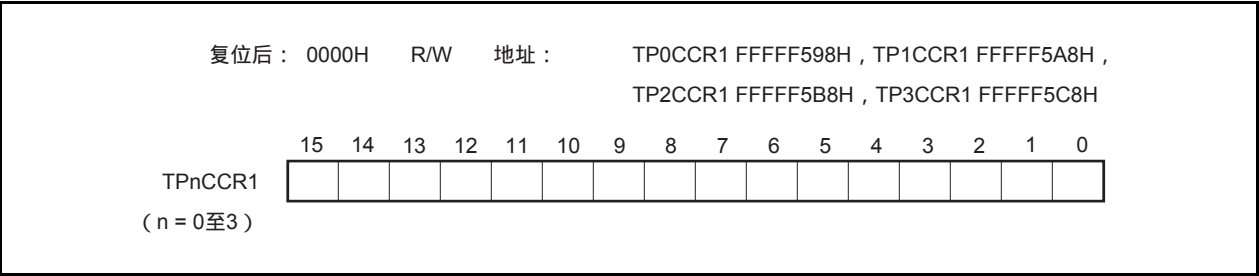 复位后： 0000H R/W 地址： TP0CCR1 FFFFF598H，TP1CCR1 FFFFF5A8H，
TP2CCR1 FFFFF5B8H，TP3CCR1 FFFFF5C8H
15 14 13 12 11 10 9 8 7 6 5 4 3 2 1 0
TPnCCR1
（n = 0至3）